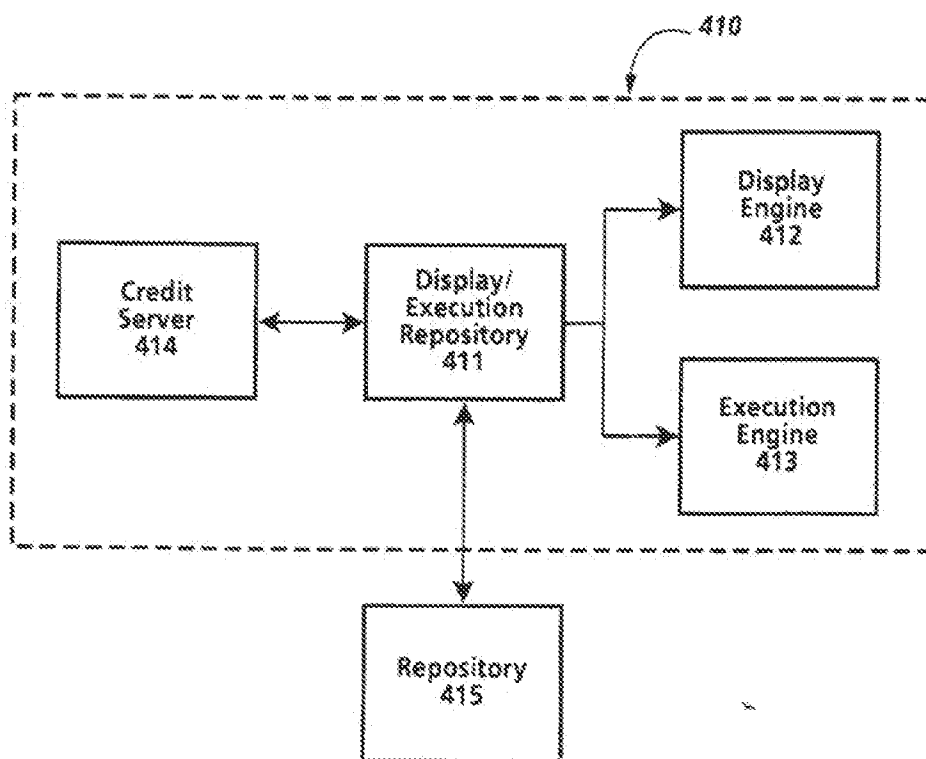 410
Display
Engine
412
Credit
Server
414
Display/
Execution
Repository
411
Execution
Engine
413
Repository
415